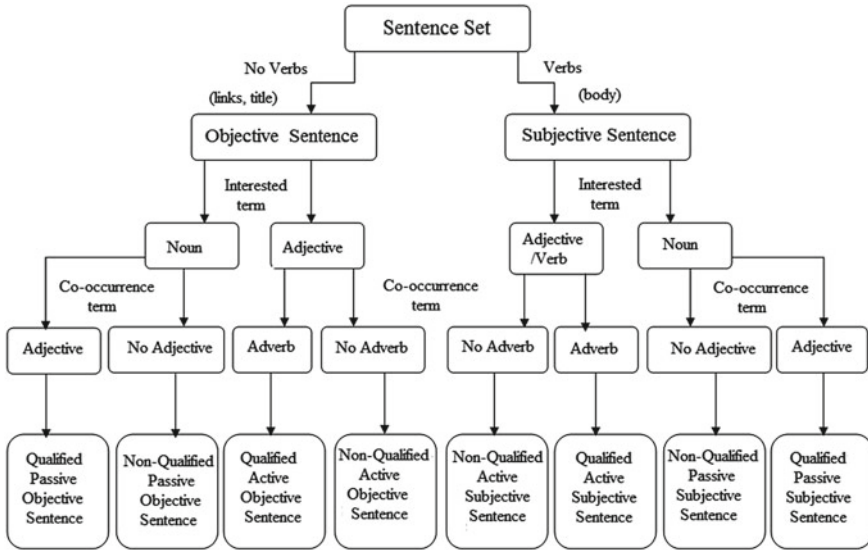 Sentence Set
No Verbs
Verbs
(links, title)
(body)
Objective Sentence
Subjective Sentence
Interested
term
Interested
term
Noun
Adjective
Adjective
/Verb
Noun
Co-occurrence
term
Co-occurrence
term
Co-occurrence
term
Adjective
No Adjective
Adverb
No Adverb
No Adverb
Adverb
No Adjective
Adjective
Qualified
Passive
Objective
Sentence
Non-Qualified
Passive
Objective
Sentence
Qualified
Active
Objective
Sentence
Non-Qualified
Active
Objective
Sentence
Non-Qualified
Active
Subjective
Sentence
Qualified
Active
Subjective
Sentence
Non-Qualified
Passive
Subjective
Sentence
Qualified
Passive
Subjective
Sentence